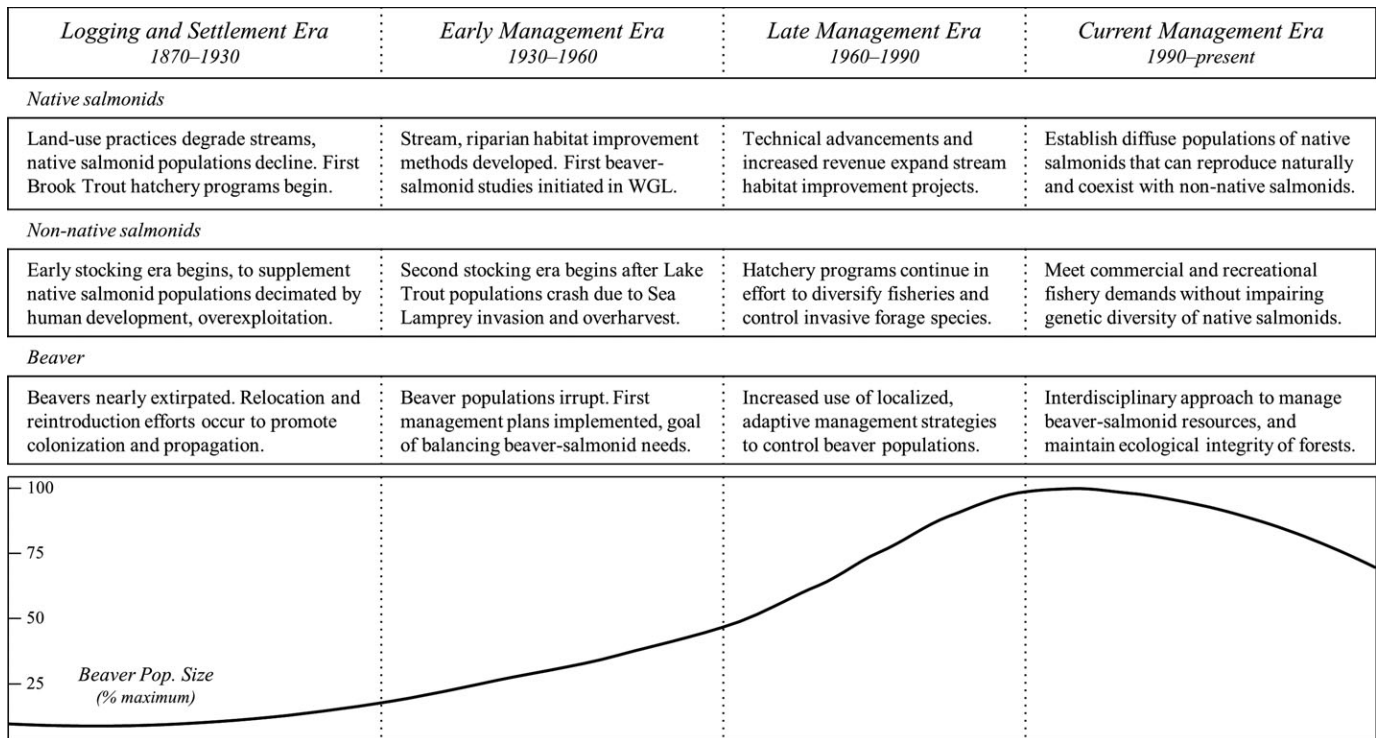 Logging and Settlement Era
1870–1930
Early Management Era
1930–1960
Late Management Era
1960–1990
Current Management Era
1990–present
Native salmonids
Land-use practices degrade streams,
native salmonid populations decline. First
Brook Trout hatchery programs begin.
Stream, riparian habitat improvement
methods developed. First beaver-
salmonid studies initiated in WGL.
Technical advancements and
increased revenue expand stream
habitat improvement projects.
Establish diffuse populations of native
salmonids that can reproduce naturally
and coexist with non-native salmonids.
Non-native salmonids
Early stocking era begins, to supplement
native salmonid populations decimated by
human development, overexploitation.
Second stocking era begins after Lake
Trout populations crash due to Sea
Lamprey invasion and overharvest.
Hatchery programs continue in
effort to diversify fisheries and
control invasive forage species.
Meet commercial and recreational
fishery demands without impairing
genetic diversity of native salmonids.
Beaver
Beavers nearly extirpated. Relocation and
reintroduction efforts occur to promote
colonization and propagation.
Beaver populations irrupt. First
management plans implemented, goal
of balancing beaver-salmonid needs.
Increased use of localized,
adaptive management strategies
to control beaver populations.
Interdisciplinary approach to manage
beaver-salmonid resources, and
maintain ecological integrity of forests.
100
75
50
25
Beaver Pop. Size
(% maximum)